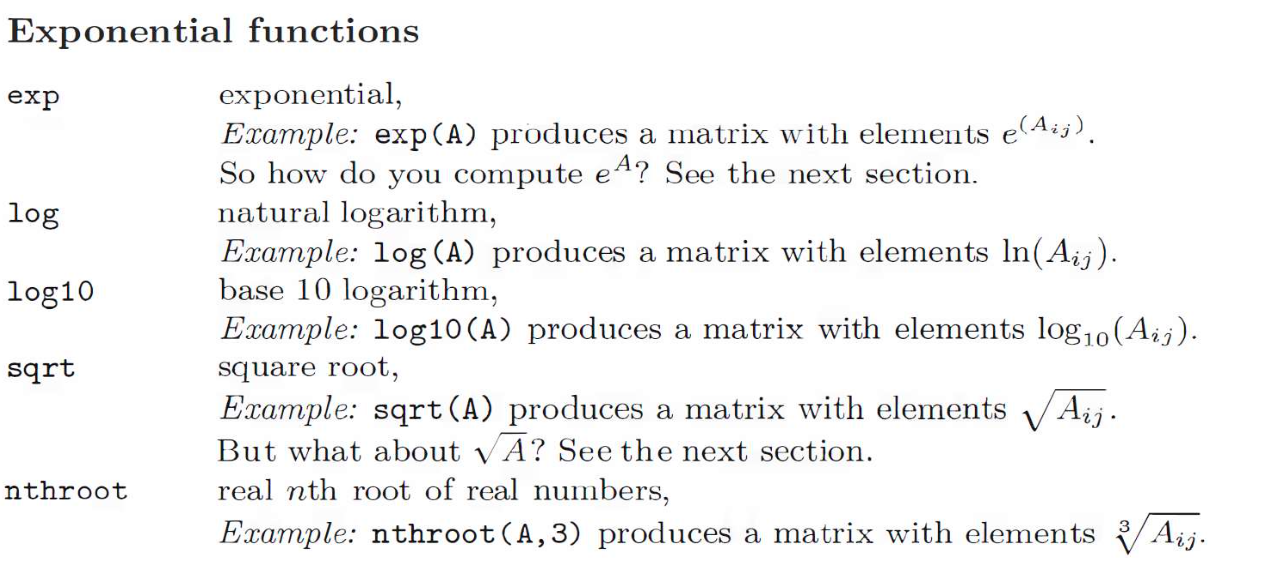 Exponential functions
exp exponential,
Example: exp(A) produces a matrix with elements e^(A_ij).
So how do you compute e^A? See the next section.
log natural logarithm,
Example: log(A) produces a matrix with elements ln(A_ij).
log10 base 10 logarithm,
Example: log10(A) produces a matrix with elements log_10(A_ij).
sqrt square root,
Example: sqrt(A) produces a matrix with elements √A_ij.
But what about √A? See the next section.
nthroot real nth root of real numbers,
Example: nthroot(A,3) produces a matrix with elements ∛A_ij.